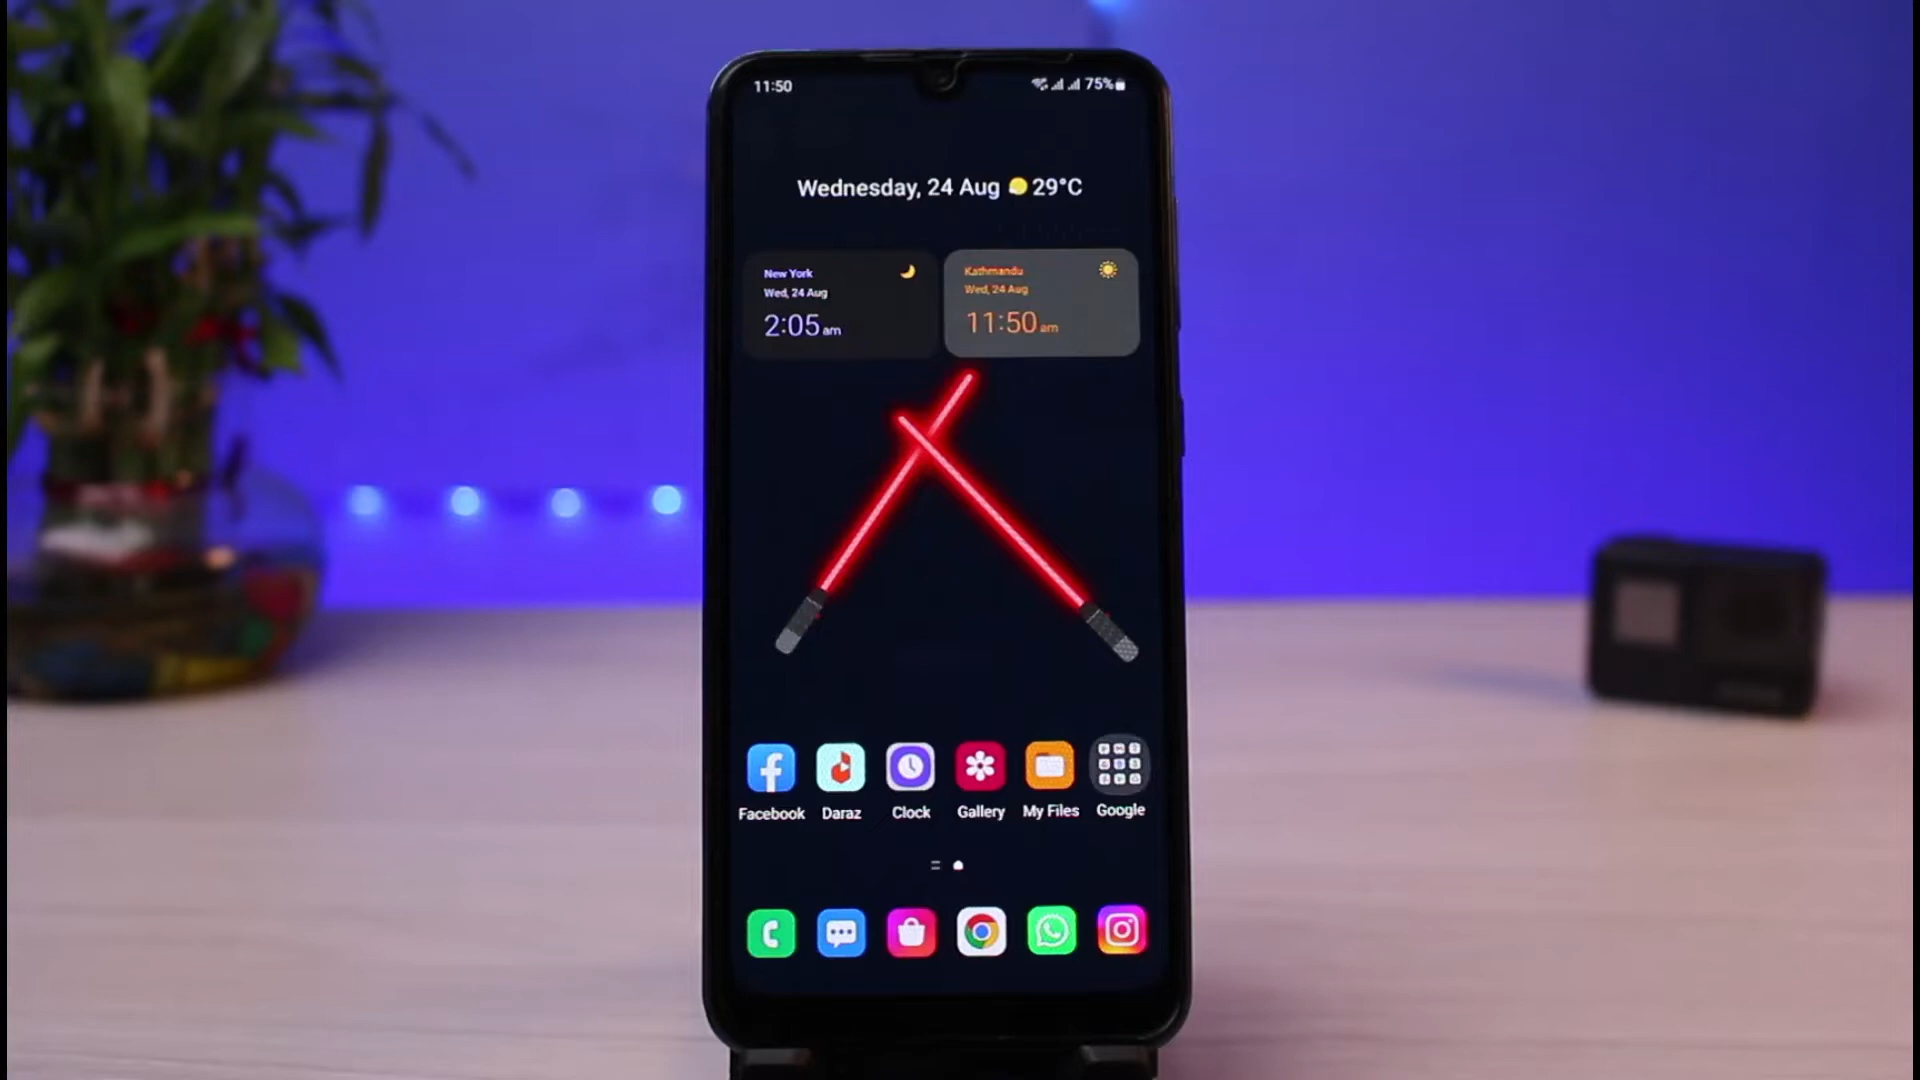 11:50
75%
Wednesday, 24 Aug 29°C
New York
Wed, 24 Aug
2:05 am
Kathmandu
Wed, 24 Aug
11:50 am
Facebook Daraz Clock Gallery My Files Google